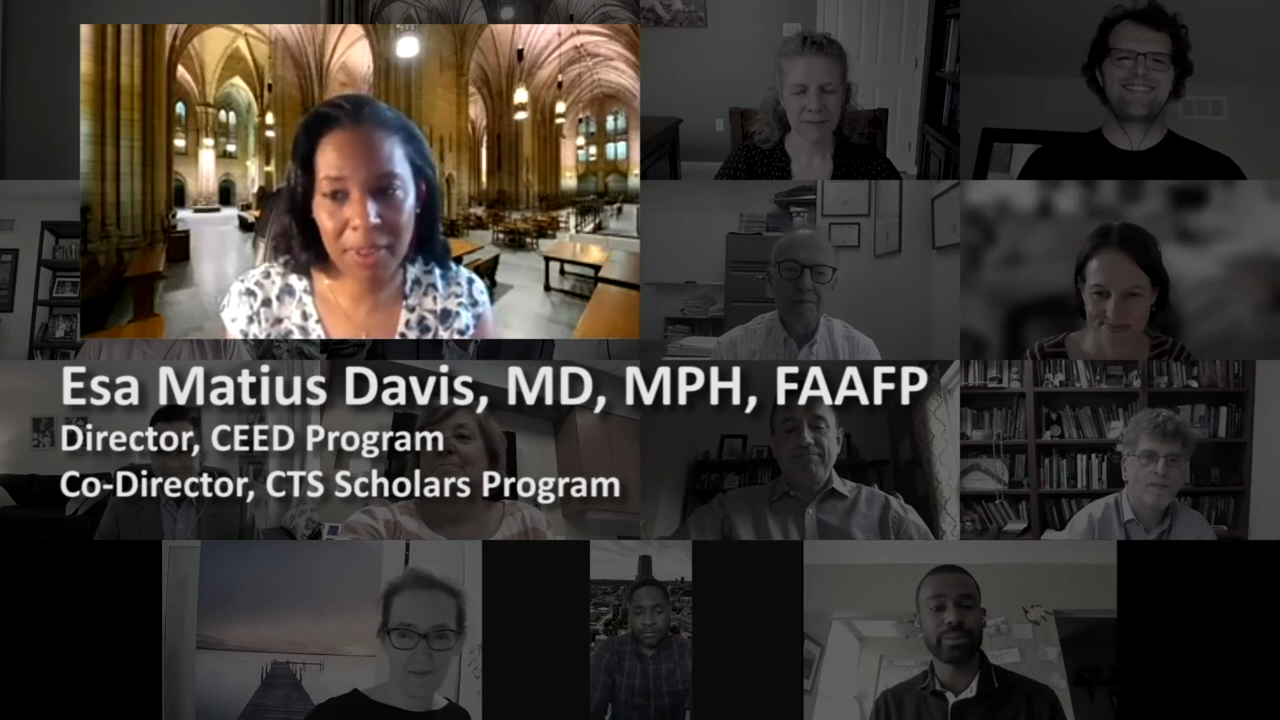 Esa Matius Davis, MD, MPH, FAAFP
Director, CEED Program
Co-Director, CTS Scholars Program